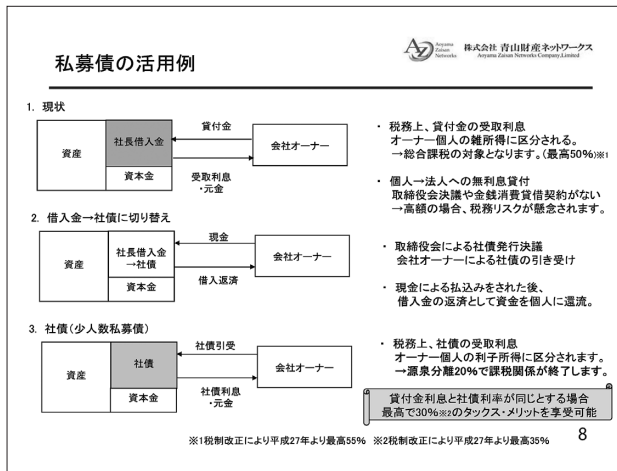 私募債の活用例
Aoyama
Zaisan
Networks
株式会社 青山財産ネットワークス
Aoyama Zaisan Networks Company,Limited
1. 現状
資産
社長借入金
資本金
貸付金
受取利息
・元金
会社オーナー
・ 税務上、貸付金の受取利息
オーナー個人の雑所得に区分される。
→総合課税の対象となります。(最高50%)※1
・ 個人→法人への無利息貸付
取締役会決議や金銭消費貸借契約がない
→高額の場合、税務リスクが懸念されます。
2. 借入金→社債に切り替え
資産
社長借入金
→社債
資本金
現金
借入返済
会社オーナー
・ 取締役会による社債発行決議
会社オーナーによる社債の引き受け
・ 現金による払込みをされた後、
借入金の返済として資金を個人に還流。
3. 社債(少人数私募債)
資産
社債
資本金
社債引受
社債利息
・元金
会社オーナー
・ 税務上、社債の受取利息
オーナー個人の利子所得に区分されます。
→源泉分離20%で課税関係が終了します。
貸付金利息と社債利率が同じとする場合
最高で30%※2のタックス・メリットを享受可能
※1税制改正により平成27年より最高55% ※2税制改正により平成27年より最高35%
8